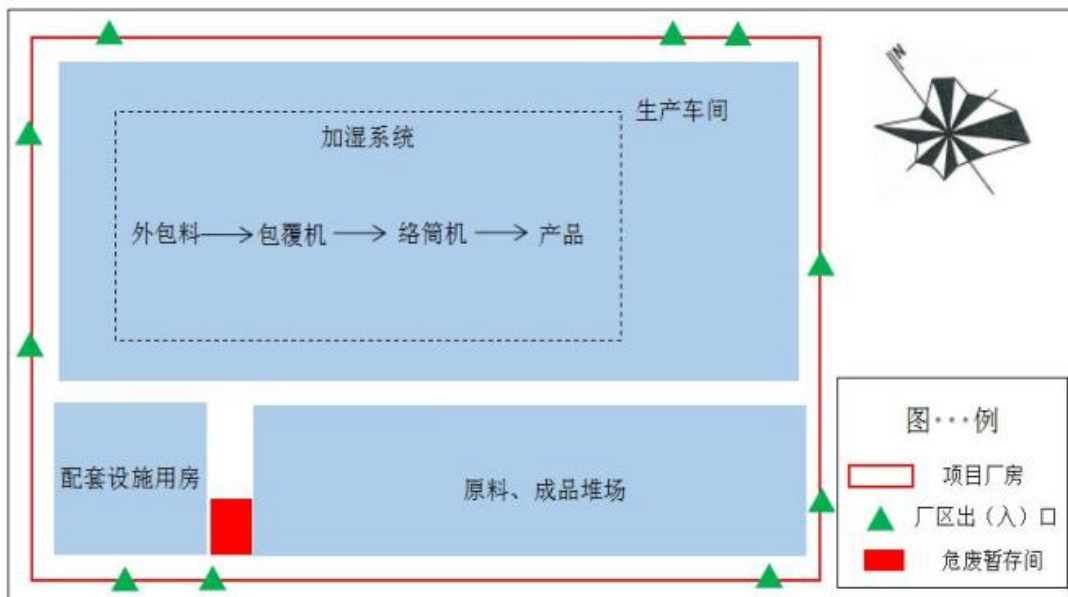 生产车间
加湿系统
外包料
包覆机
络筒机
产品
配套设施用房
原料、成品堆场
N
图···例
项目厂房
厂区出（入）口
危废暂存间